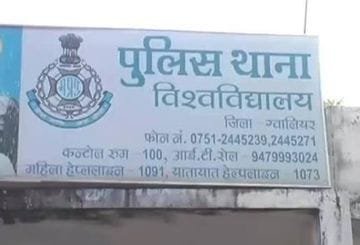 पुलिस थाना
विश्वविद्यालय
जिला - ग्वालियर
फोन नं. 0751-2445239,2445271
कन्ट्रोल रुम -100, आई.टी.सेल - 9479993024
महिला हेल्पलाइन - 1091, यातायात हेल्पलाइन 1073